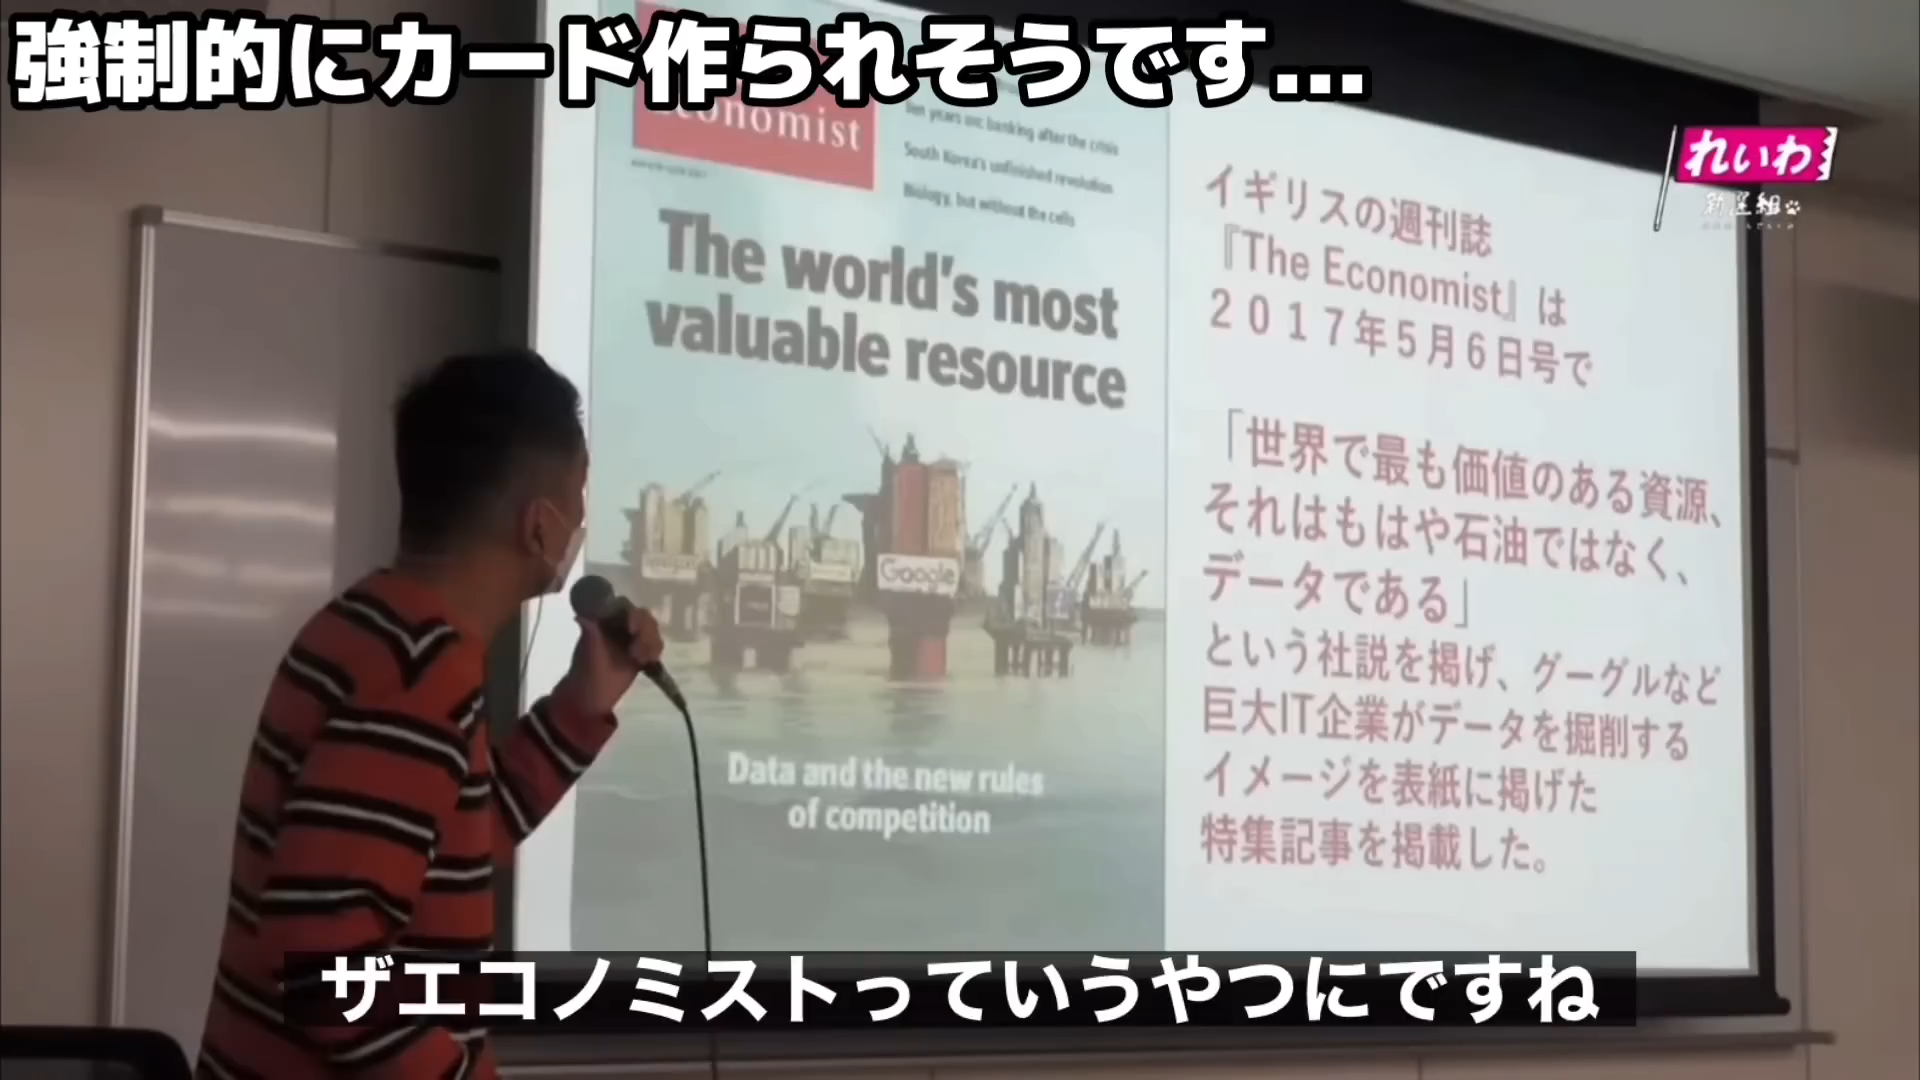 強制的にカード作られそうです...
れいわ
新選組
Economist
Ten years on: banking after the crisis
South Korea's unfinished revolution
Biology, but without the cells
The world's most
valuable resource
Google
Data and the new rules
of competition
イギリスの週刊誌
『The Economist』は
２０１７年５月６日号で
「世界で最も価値のある資源、
それはもはや石油ではなく、
データである」
という社説を掲げ、グーグルなど
巨大IT企業がデータを掘削する
イメージを表紙に掲げた
特集記事を掲載した。
ザエコノミストっていうやつにですね